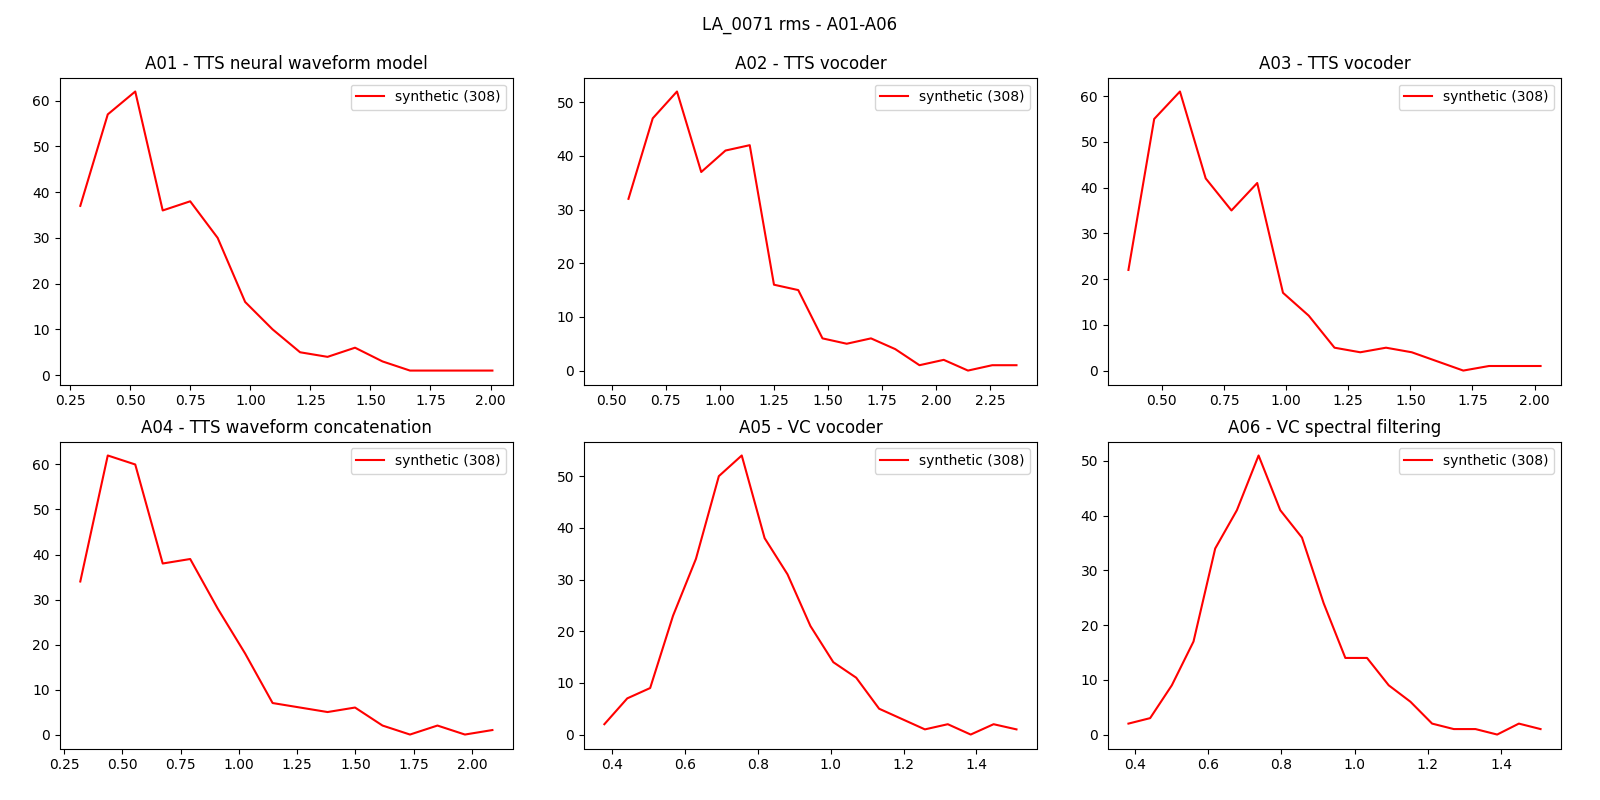 LA_0071 rms - A01-A06
A01 - TTS neural waveform model
synthetic (308)
60
50
40
30
20
10
0
0.25 0.50 0.75 1.00 1.25 1.50 1.75 2.00
A02 - TTS vocoder
synthetic (308)
50
40
30
20
10
0
0.50 0.75 1.00 1.25 1.50 1.75 2.00 2.25
A03 - TTS vocoder
synthetic (308)
60
50
40
30
20
10
0
0.50 0.75 1.00 1.25 1.50 1.75 2.00
A04 - TTS waveform concatenation
synthetic (308)
60
50
40
30
20
10
0
0.25 0.50 0.75 1.00 1.25 1.50 1.75 2.00
A05 - VC vocoder
synthetic (308)
50
40
30
20
10
0
0.4 0.6 0.8 1.0 1.2 1.4
A06 - VC spectral filtering
synthetic (308)
50
40
30
20
10
0
0.4 0.6 0.8 1.0 1.2 1.4